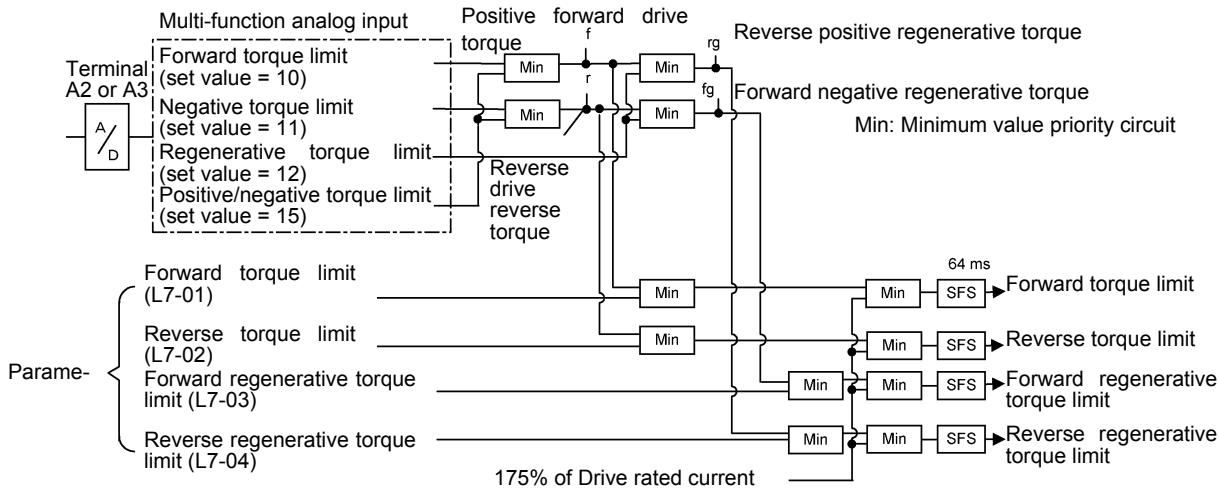 Multi-function analog input
Positive forward drive
torque
f
rg
Reverse positive regenerative torque
Terminal
A2 or A3
A/D
Forward torque limit
(set value = 10)
Min
Min
r
fg
Negative torque limit
(set value = 11)
Min
Min
Forward negative regenerative torque
Min: Minimum value priority circuit
Regenerative torque limit
(set value = 12)
Positive/negative torque limit
(set value = 15)
Reverse
drive
reverse
torque
Parame-
Forward torque limit
(L7-01)
Min
Min
64 ms
SFS
Forward torque limit
Reverse torque limit
(L7-02)
Min
Min
SFS
Reverse torque limit
Forward regenerative torque
limit (L7-03)
Min
Min
SFS
Forward regenerative
torque limit
Reverse regenerative torque
limit (L7-04)
Min
Min
SFS
Reverse regenerative
torque limit
175% of Drive rated current